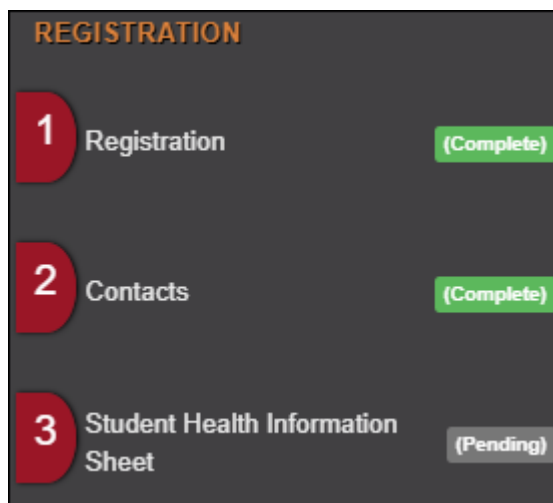 REGISTRATION
1 Registration (Complete)
2 Contacts (Complete)
3 Student Health Information
Sheet (Pending)